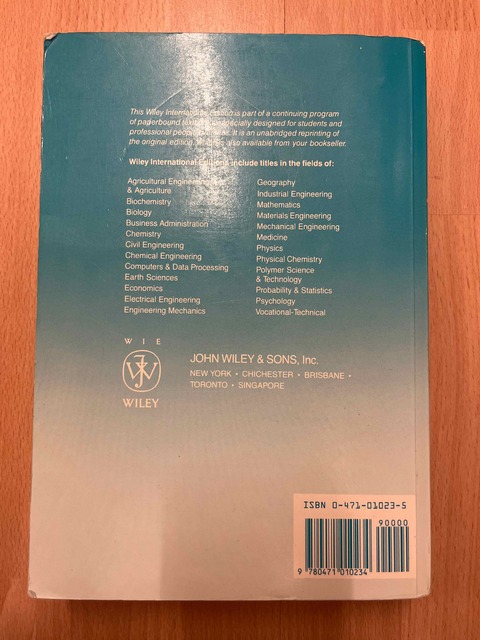 This Wiley International Edition is part of a continuing program
of paperbound especially designed for students and
professional people It is an unabridged reprinting of
the original edition, also available from your bookseller.
Wiley International Editions include titles in the fields of:
Agricultural Engineering
& Agriculture
Biochemistry
Biology
Business Administration
Chemistry
Civil Engineering
Chemical Engineering
Computers & Data Processing
Earth Sciences
Economics
Electrical Engineering
Engineering Mechanics
Geography
Industrial Engineering
Mathematics
Materials Engineering
Mechanical Engineering
Medicine
Physics
Physical Chemistry
Polymer Science
& Technology
Probability & Statistics
Psychology
Vocational-Technical
W I E
WILEY
JOHN WILEY & SONS, Inc.
NEW YORK • CHICHESTER • BRISBANE •
TORONTO • SINGAPORE
ISBN 0-471-01023-5
90000
9 780471 010234